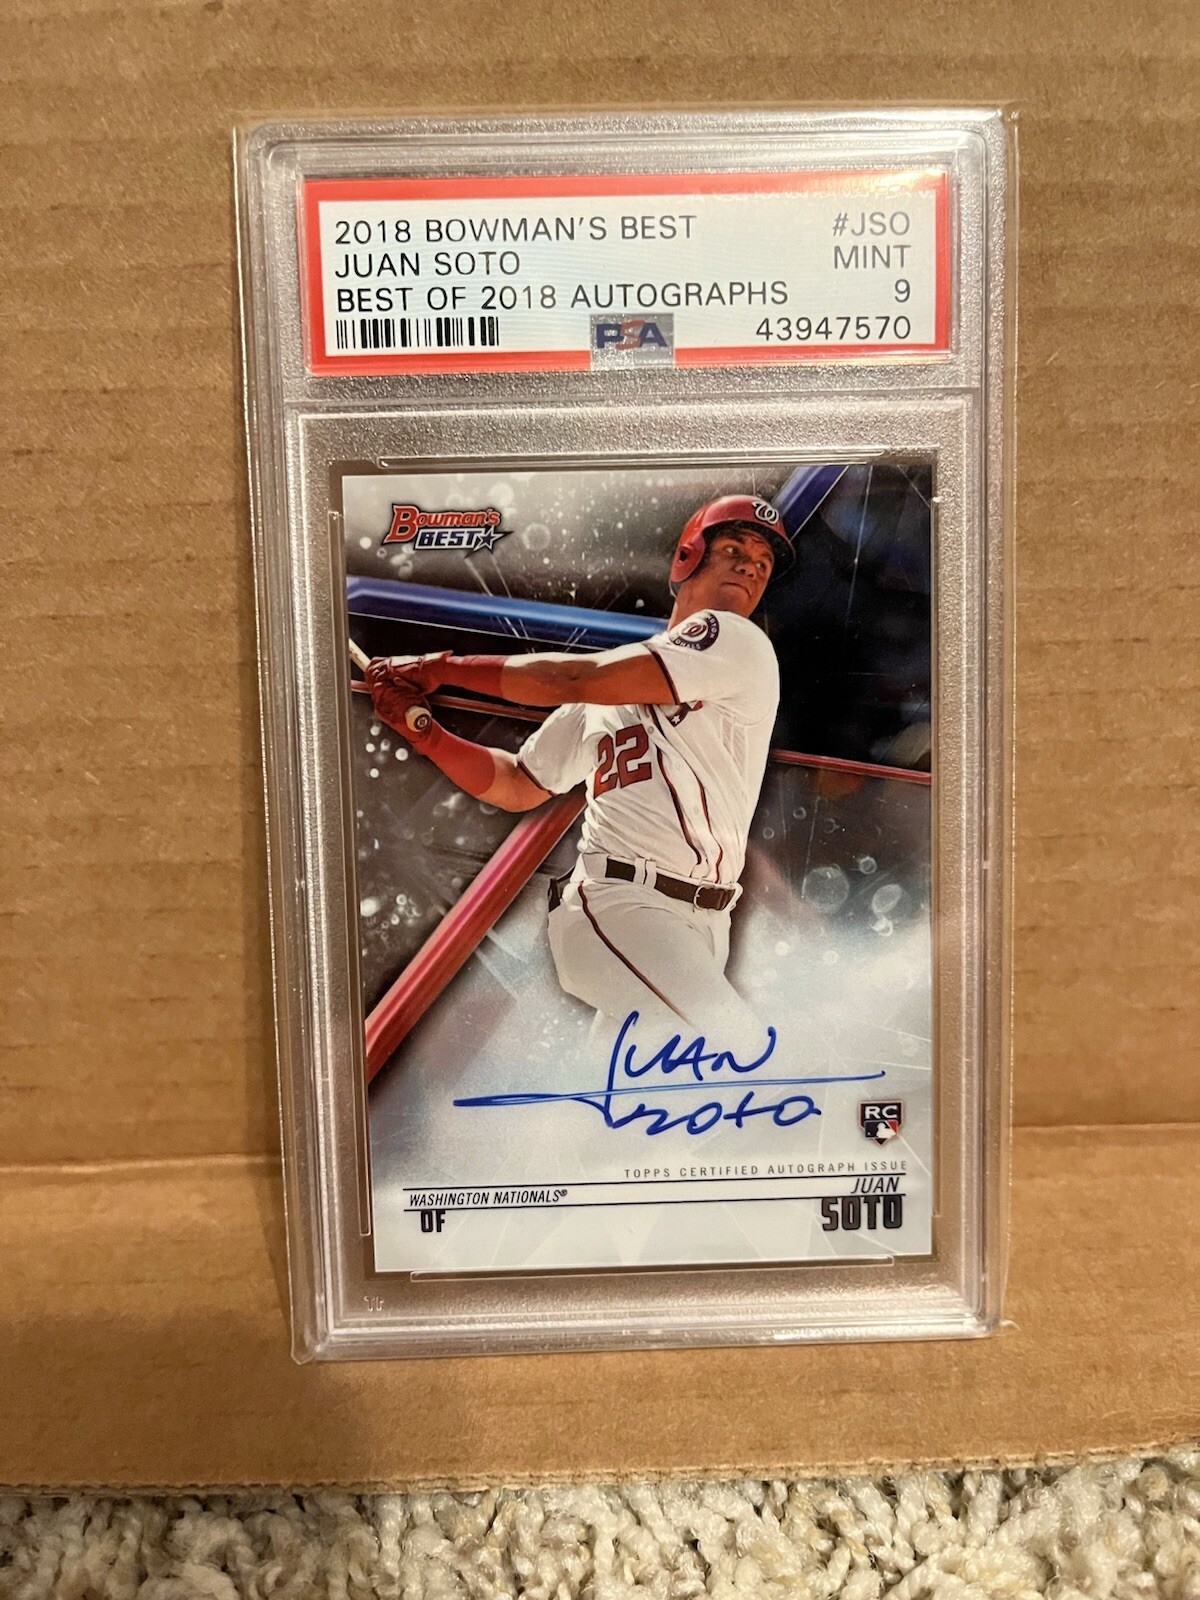 2018 BOWMAN'S BEST #JSO
JUAN SOTO MINT
BEST OF 2018 AUTOGRAPHS 9
PSA 43947570
Bowman's
BEST
W
22
JUAN
SOTO
RC
TOPPS CERTIFIED AUTOGRAPH ISSUE
WASHINGTON NATIONALS® JUAN
OF SOTO